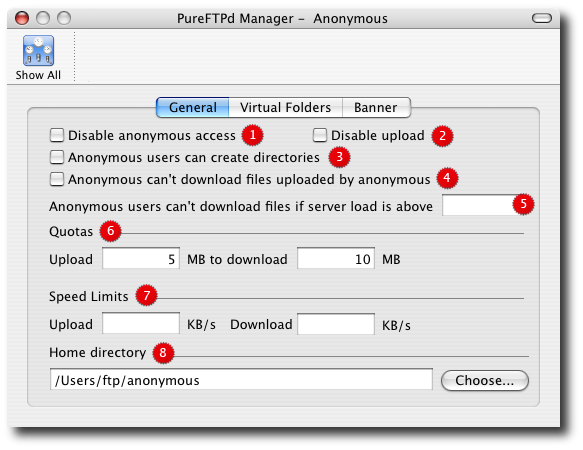 PureFTPd Manager - Anonymous
Show All
General Virtual Folders Banner
Disable anonymous access 1 Disable upload 2
Anonymous users can create directories 3
Anonymous can't download files uploaded by anonymous 4
Anonymous users can't download files if server load is above 5
Quotas 6
Upload 5 MB to download 10 MB
Speed Limits 7
Upload KB/s Download KB/s
Home directory 8
/Users/ftp/anonymous Choose...